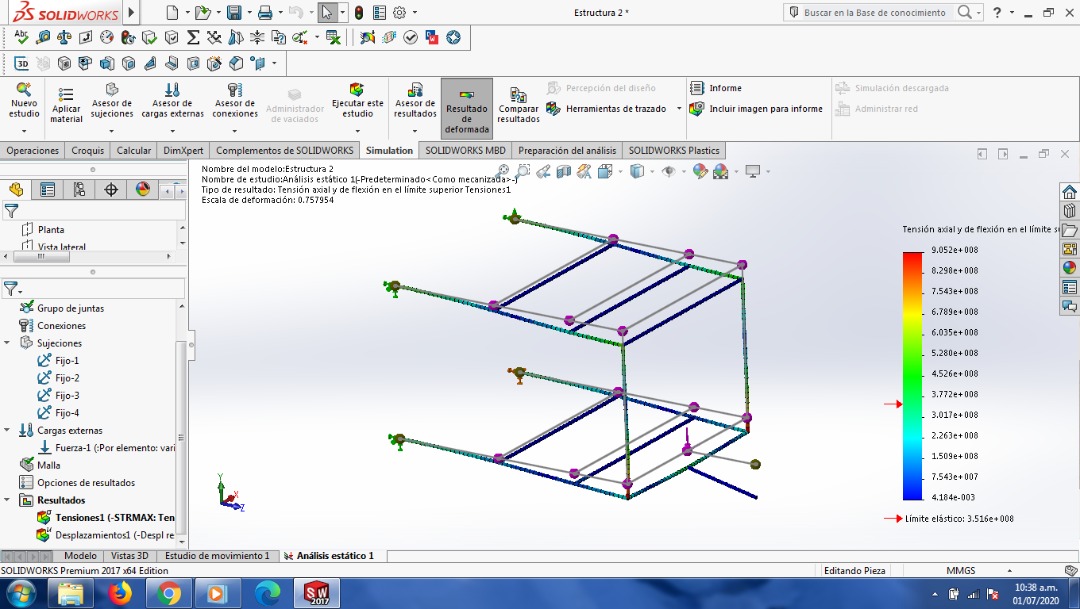 SOLIDWORKS
Estructura 2 *
Buscar en la Base de conocimiento
?
Abc
3D
Nuevo estudio
Aplicar material
Asesor de sujeciones
Asesor de cargas externas
Asesor de conexiones
Administrador de vaciados
Ejecutar este estudio
Asesor de resultados
Resultado de deformada
Comparar resultados
Percepción del diseño
Herramientas de trazado
Informe
Incluir imagen para informe
Simulación descargada
Administrar red
Operaciones
Croquis
Calcular
DimXpert
Complementos de SOLIDWORKS
Simulation
SOLIDWORKS MBD
Preparación del análisis
SOLIDWORKS Plastics
Nombre del modelo:Estructura 2
Nombre de estudio:Análisis estático 1(-Predeterminado<Como mecanizada>-)
Tipo de resultado: Tensión axial y de flexión en el límite superior Tensiones1
Escala de deformación: 0.757954
Planta
Vista lateral
Grupo de juntas
Conexiones
Sujeciones
Fijo-1
Fijo-2
Fijo-3
Fijo-4
Cargas externas
Fuerza-1 (:Por elemento: vari
Malla
Opciones de resultados
Resultados
Tensiones1 (-STRMAX: Ten
Desplazamientos1 (-Despl re
Y
X
Z
Tensión axial y de flexión en el límite su
9.052e+008
8.298e+008
7.543e+008
6.789e+008
6.035e+008
5.280e+008
4.526e+008
3.772e+008
3.017e+008
2.263e+008
1.509e+008
7.543e+007
4.184e-003
Límite elástico: 3.516e+008
Modelo
Vistas 3D
Estudio de movimiento 1
Análisis estático 1
SOLIDWORKS Premium 2017 x64 Edition
Editando Pieza
MMGS
SW
2017
10:38 a.m.
01/07/2020